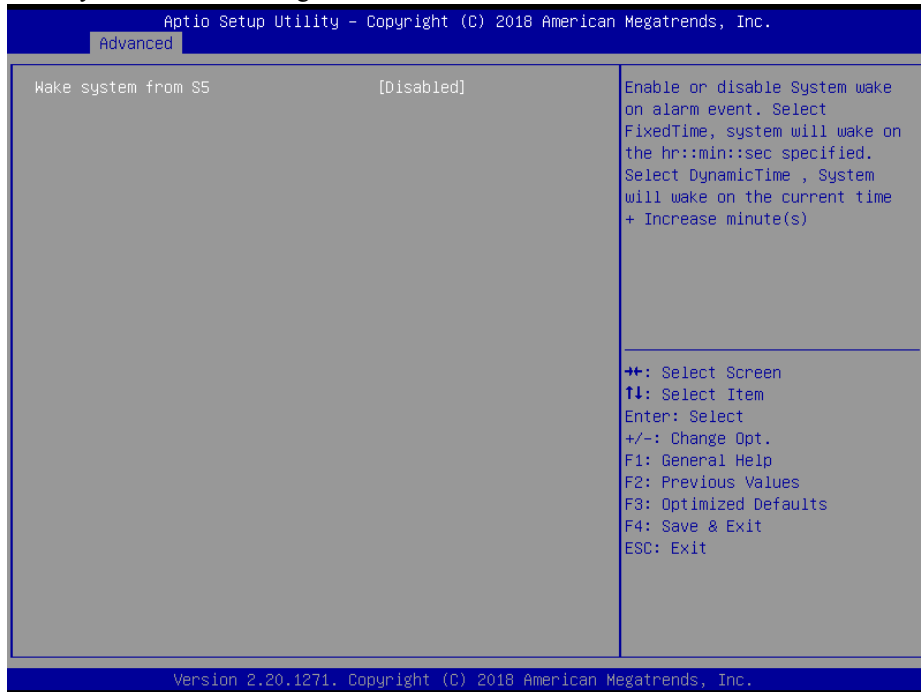 Aptio Setup Utility – Copyright (C) 2018 American Megatrends, Inc.
Advanced
Wake system from S5 [Disabled]
Enable or disable System wake
on alarm event. Select
FixedTime, system will wake on
the hr::min::sec specified.
Select DynamicTime , System
will wake on the current time
+ Increase minute(s)
→←: Select Screen
↑↓: Select Item
Enter: Select
+/-: Change Opt.
F1: General Help
F2: Previous Values
F3: Optimized Defaults
F4: Save & Exit
ESC: Exit
Version 2.20.1271. Copyright (C) 2018 American Megatrends, Inc.